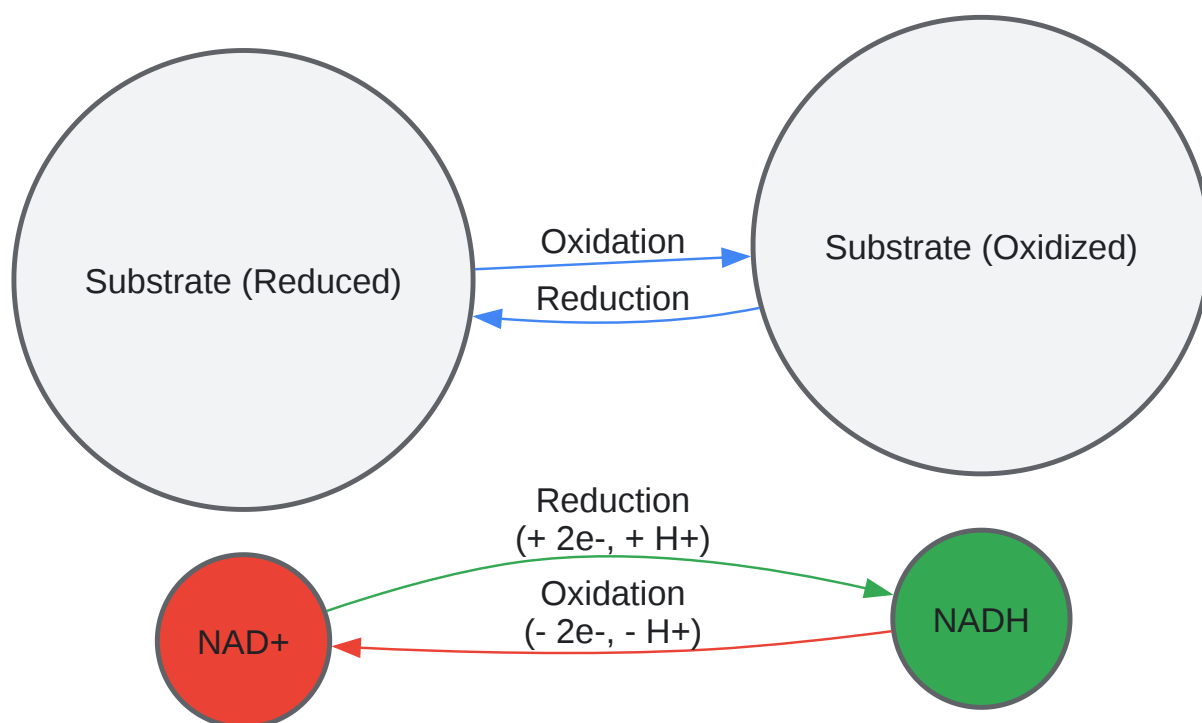 Oxidation
Substrate (Oxidized)
Substrate (Reduced)
Reduction
Reduction
(+ 2e-, + H+)
Oxidation
(- 2e-, - H+)
NAD+
NADH